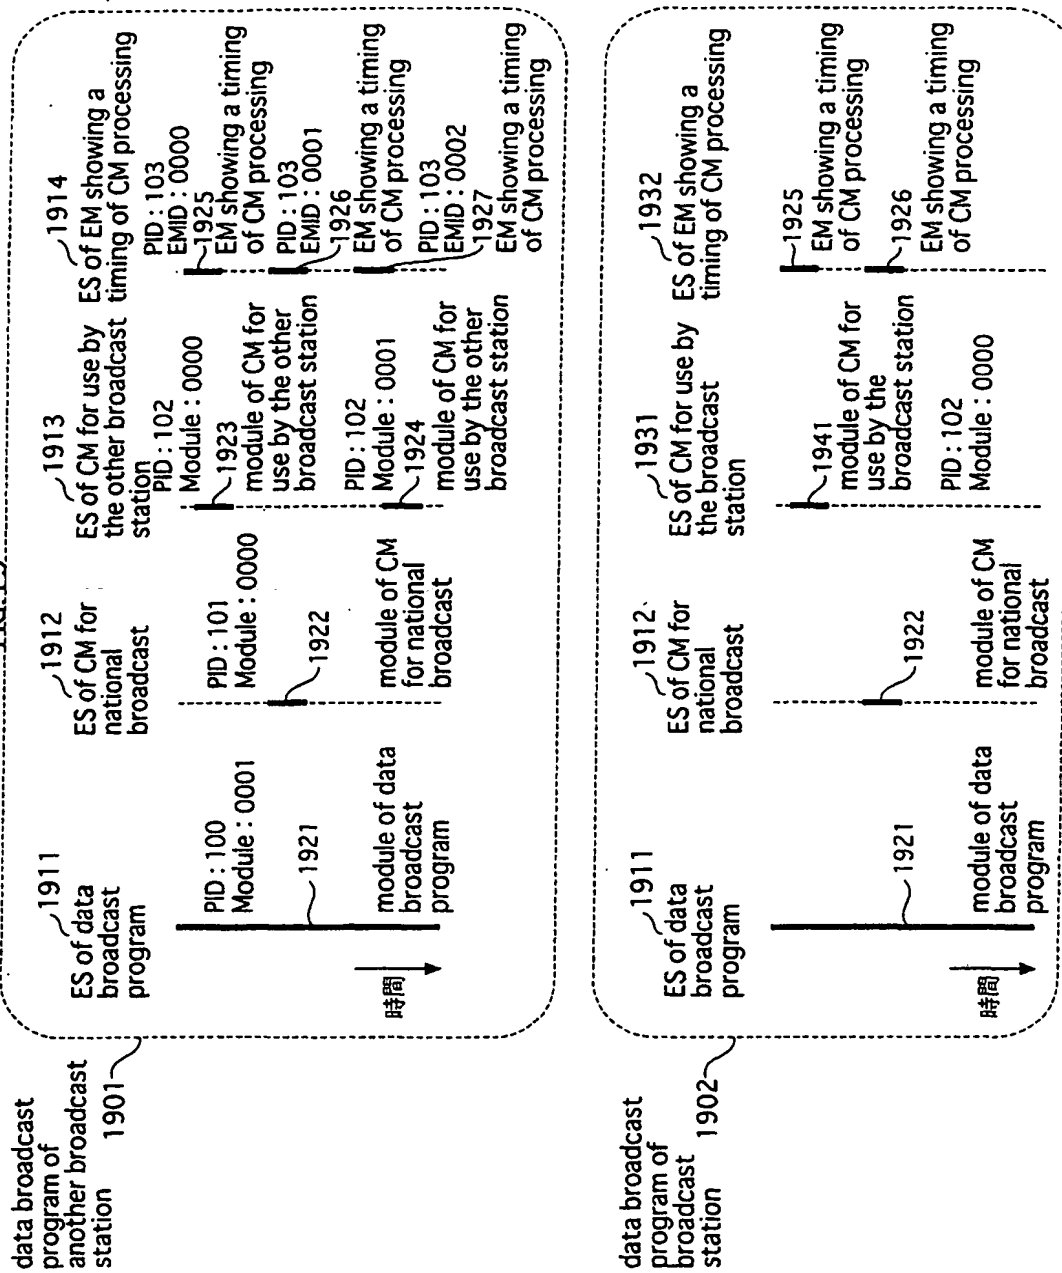 data broadcast
program of
another broadcast
station
1901
1911
ES of data
broadcast
program
時間
PID : 100
Module : 0001
1921
module of data
broadcast
program
1912
ES of CM for
national
broadcast
PID : 101
Module : 0000
1922
module of CM
for national
broadcast
1913
ES of CM for use by
the other broadcast
station
PID : 102
Module : 0000
1923
module of CM for
use by the other
broadcast station
PID : 102
Module : 0001
1924
module of CM for
use by the other
broadcast station
1914
ES of EM showing a
timing of CM processing
PID : 103
EMID : 0000
1925
EM showing a timing
of CM processing
PID : 103
EMID : 0001
1926
EM showing a timing
of CM processing
PID : 103
EMID : 0002
1927
EM showing a timing
of CM processing
data broadcast
program of
broadcast
station
1902
1911
ES of data
broadcast
program
時間
1921
module of data
broadcast
program
1912
ES of CM for
national
broadcast
1922
module of CM
for national
broadcast
1931
ES of CM for use by
the broadcast
station
1941
module of CM for
use by the
broadcast station
PID : 102
Module : 0000
1932
ES of EM showing a
timing of CM processing
1925
EM showing a timing
of CM processing
1926
EM showing a timing
of CM processing